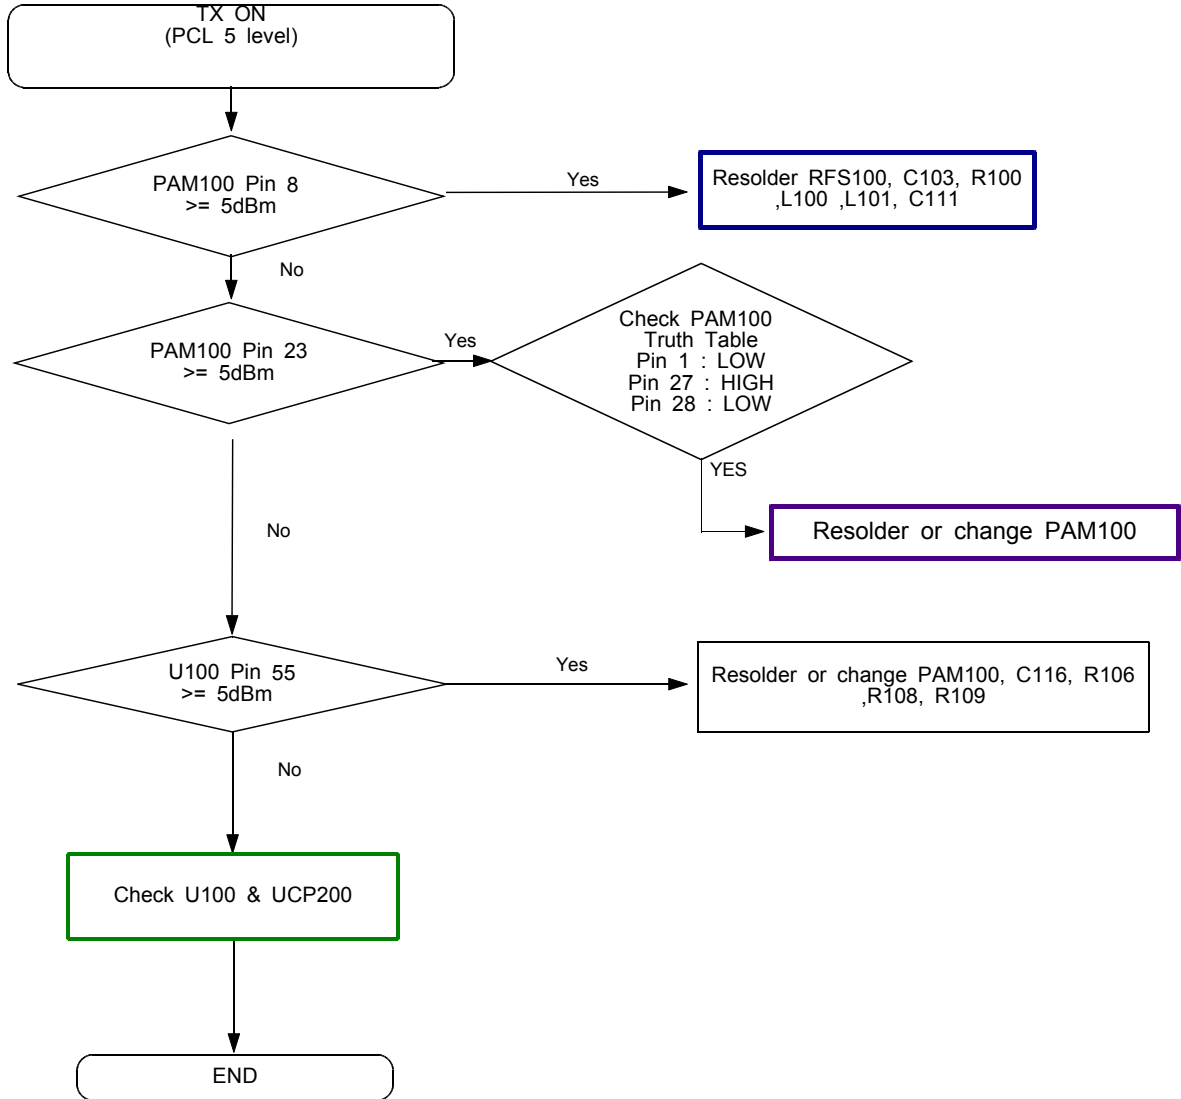 TX ON
(PCL 5 level)
PAM100 Pin 8
>= 5dBm
Yes
Resolder RFS100, C103, R100
,L100 ,L101, C111
No
PAM100 Pin 23
>= 5dBm
Yes
Check PAM100
Truth Table
Pin 1 : LOW
Pin 27 : HIGH
Pin 28 : LOW
YES
Resolder or change PAM100
No
U100 Pin 55
>= 5dBm
Yes
Resolder or change PAM100, C116, R106
,R108, R109
No
Check U100 & UCP200
END